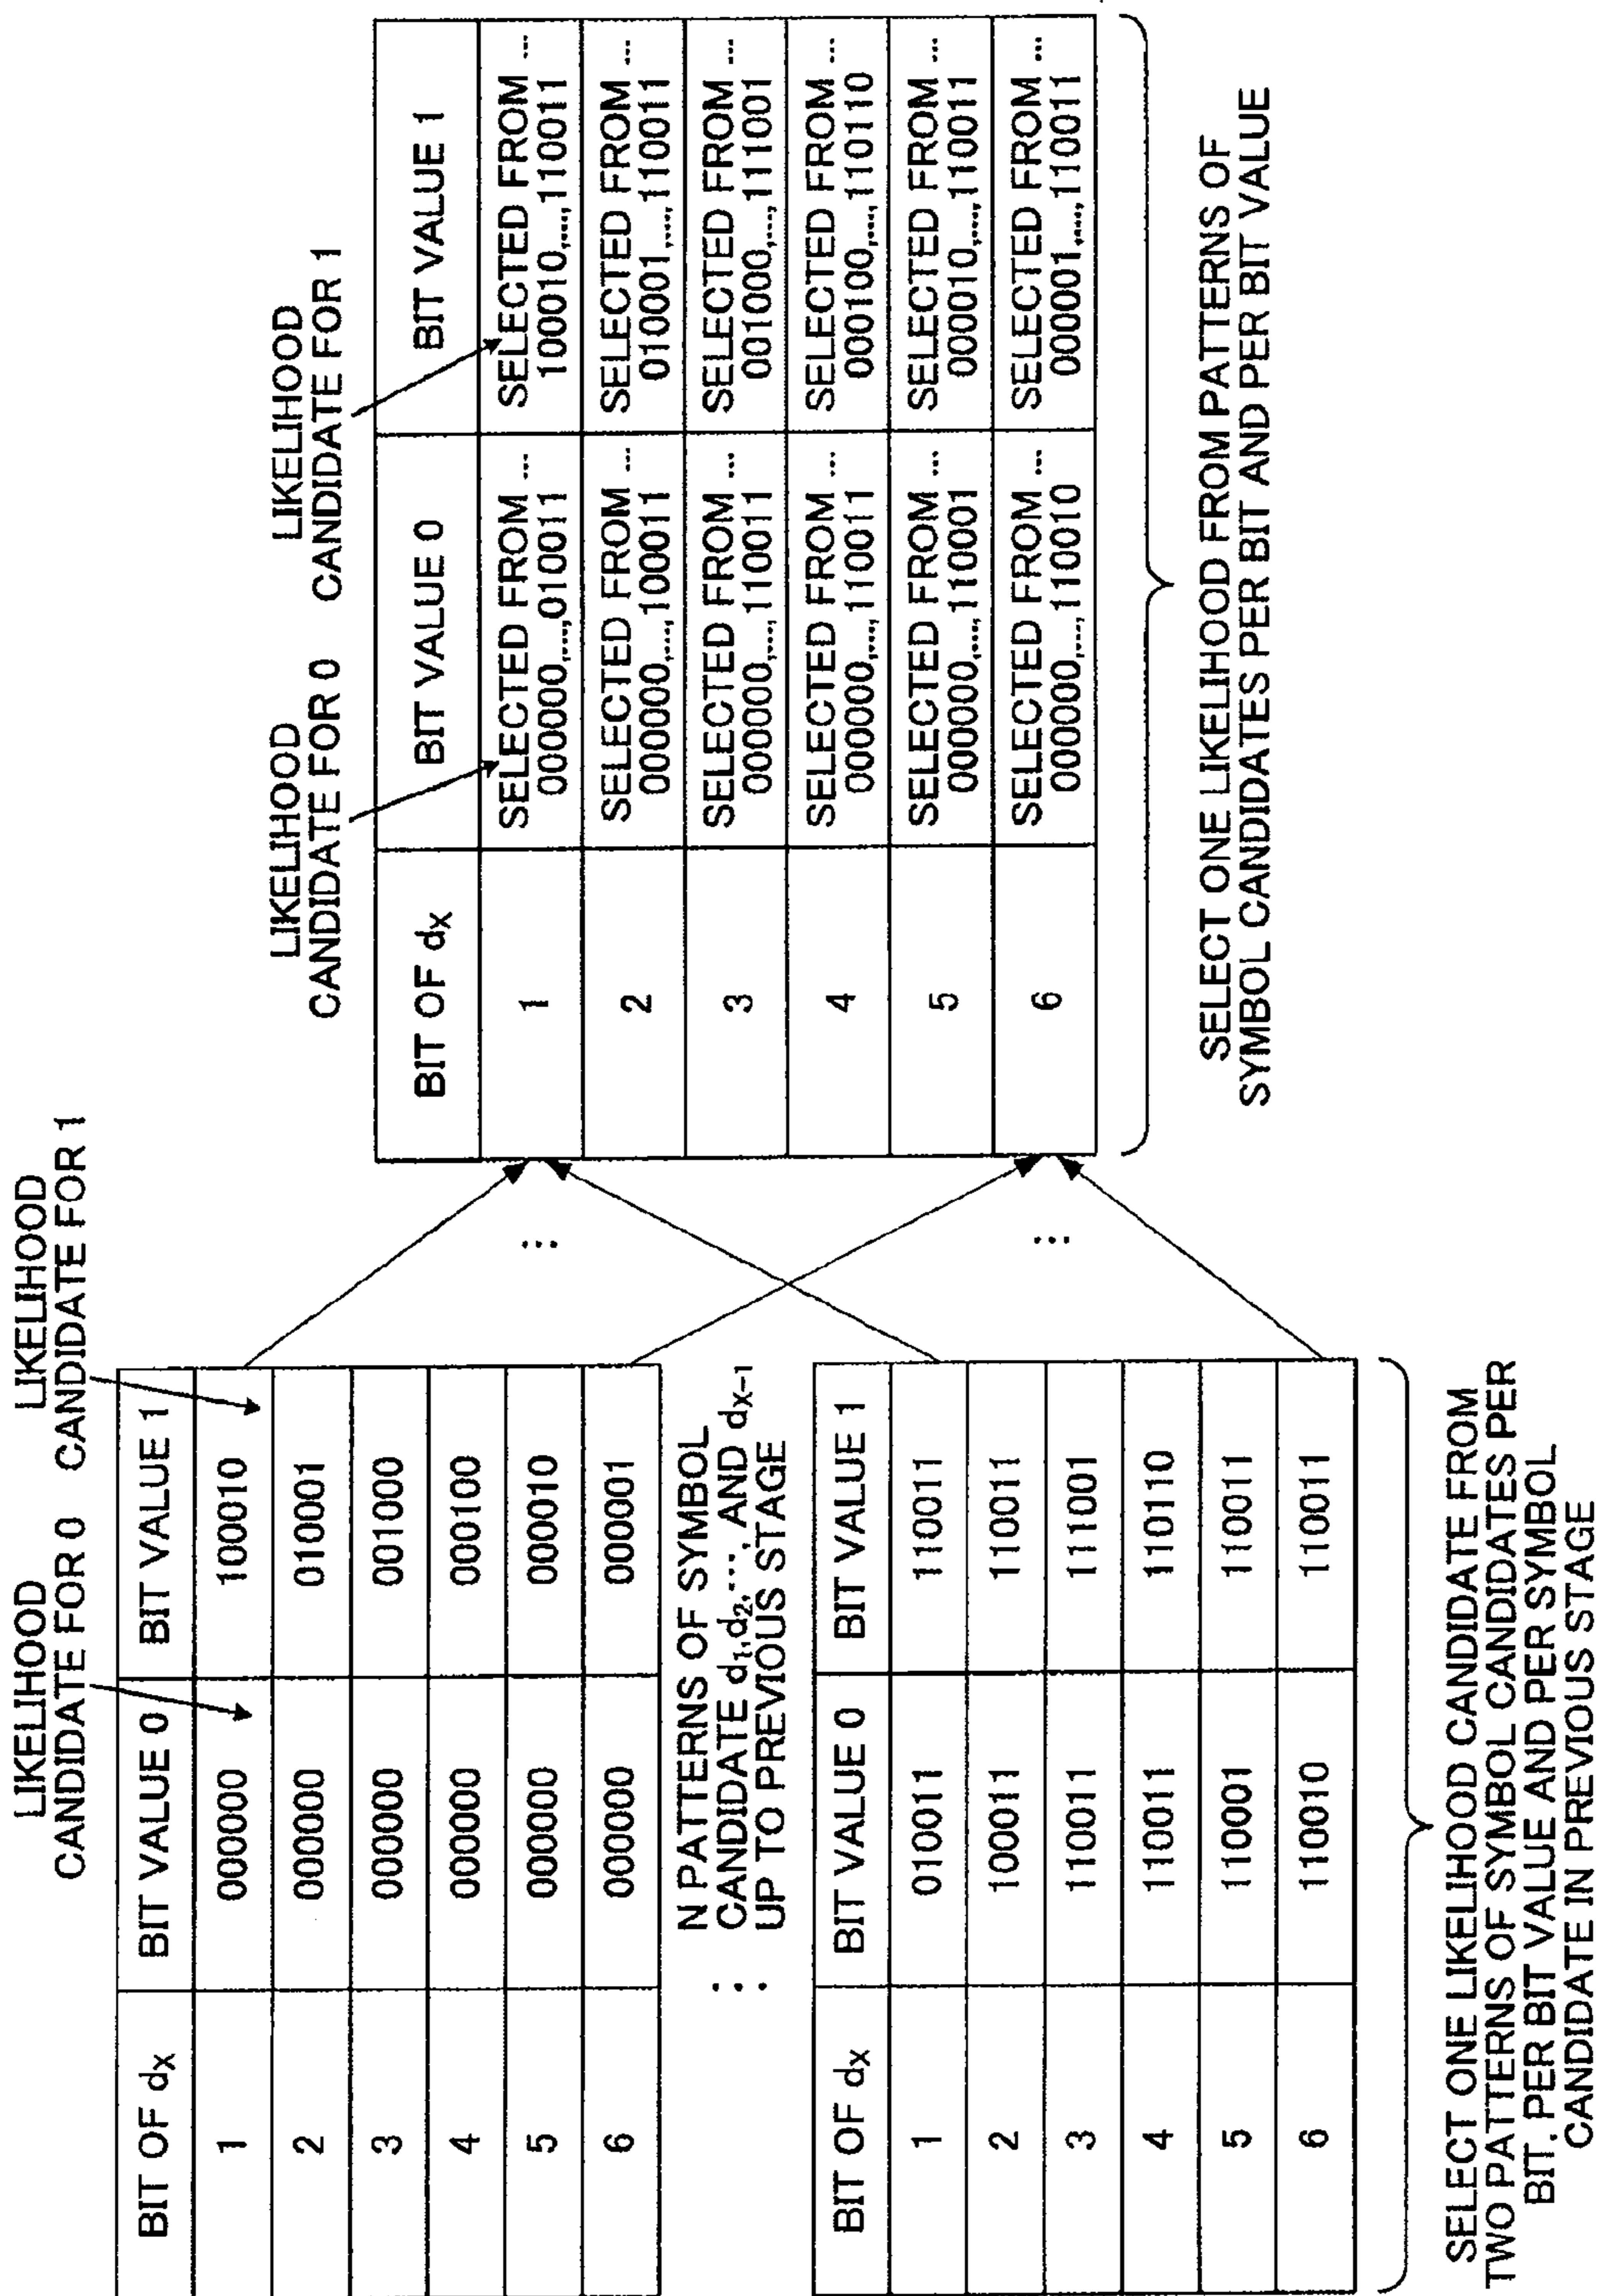 LIKELIHOOD
CANDIDATE FOR 0
LIKELIHOOD
CANDIDATE FOR 1
BIT OF dX BIT VALUE 0 BIT VALUE 1
1 000000 100010
2 000000 010001
3 000000 001000
4 000000 000100
5 000000 000010
6 000000 000001
⋮ N PATTERNS OF SYMBOL
CANDIDATE d1,d2,⋯, AND dX−1
UP TO PREVIOUS STAGE
BIT OF dX BIT VALUE 0 BIT VALUE 1
1 010011 110011
2 100011 110011
3 110011 111001
4 110011 110110
5 110001 110011
6 110010 110011
SELECT ONE LIKELIHOOD CANDIDATE FROM
TWO PATTERNS OF SYMBOL CANDIDATES PER
BIT, PER BIT VALUE AND PER SYMBOL
CANDIDATE IN PREVIOUS STAGE
⋮
⋮
LIKELIHOOD
CANDIDATE FOR 0
LIKELIHOOD
CANDIDATE FOR 1
BIT OF dX BIT VALUE 0 BIT VALUE 1
1 SELECTED FROM ... SELECTED FROM ...
000000,...,010011 100010,...,110011
2 SELECTED FROM ... SELECTED FROM ...
000000,...,100011 010001,...,110011
3 SELECTED FROM ... SELECTED FROM ...
000000,...,110011 001000,...,111001
4 SELECTED FROM ... SELECTED FROM ...
000000,...,110011 000100,...,110110
5 SELECTED FROM ... SELECTED FROM ...
000000,...,110001 000010,...,110011
6 SELECTED FROM ... SELECTED FROM ...
000000,...,110010 000001,...,110011
SELECT ONE LIKELIHOOD FROM PATTERNS OF
SYMBOL CANDIDATES PER BIT AND PER BIT VALUE